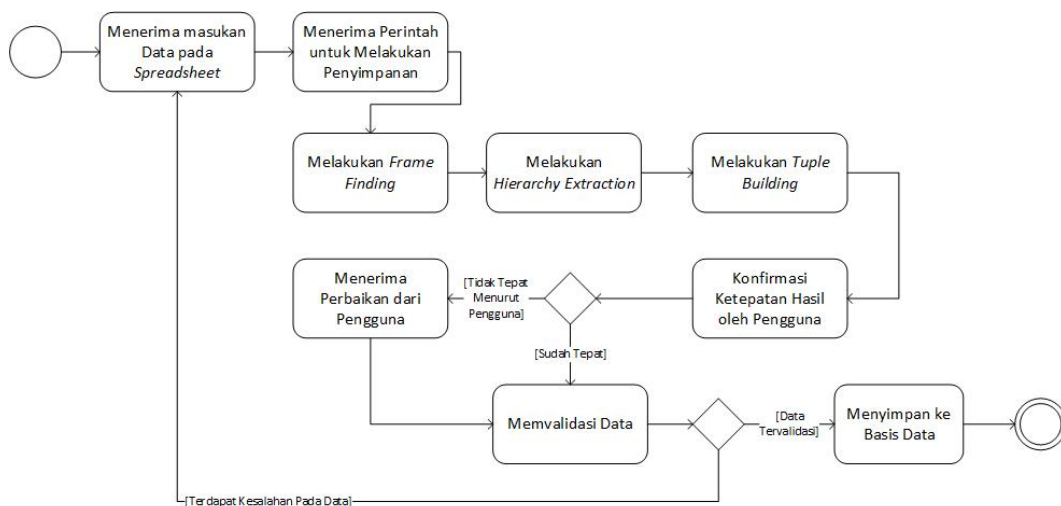 Menerima masukan
Data pada
Spreadsheet
Menerima Perintah
untuk Melakukan
Penyimpanan
Melakukan Frame
Finding
Melakukan
Hierarchy Extraction
Melakukan Tuple
Building
Konfirmasi
Ketepatan Hasil
oleh Pengguna
[Tidak Tepat
Menurut
Pengguna]
Menerima
Perbaikan dari
Pengguna
[Sudah Tepat]
Memvalidasi Data
[Data
Tervalidasi]
Menyimpan ke
Basis Data
[Terdapat Kesalahan Pada Data]